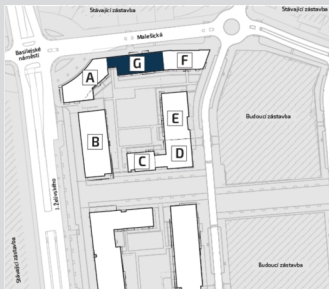 Stávající zástavba
Stávající zástavba
Malešická
Basilejské
náměstí
A
G
F
B
E
C
D
J. Želivského
Budoucí zástavba
Stávající zástavba
Budoucí zástavba